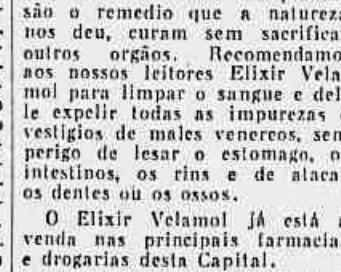 são o remedio que a natureza
nos deu, curam sem sacrificar
outros orgãos. Recomendamo
aos nossos leitores Elixir Vela-
mol para limpar o sangue e del-
le expelir todas as impurezas e
vestigios de males venereos, sem
perigo de lesar o estomago, o
intestinos, os rins e de ataca
os dentes ou os ossos.
O Elixir Velamol já está á
venda nas principais farmacia
e drogarias desta Capital.